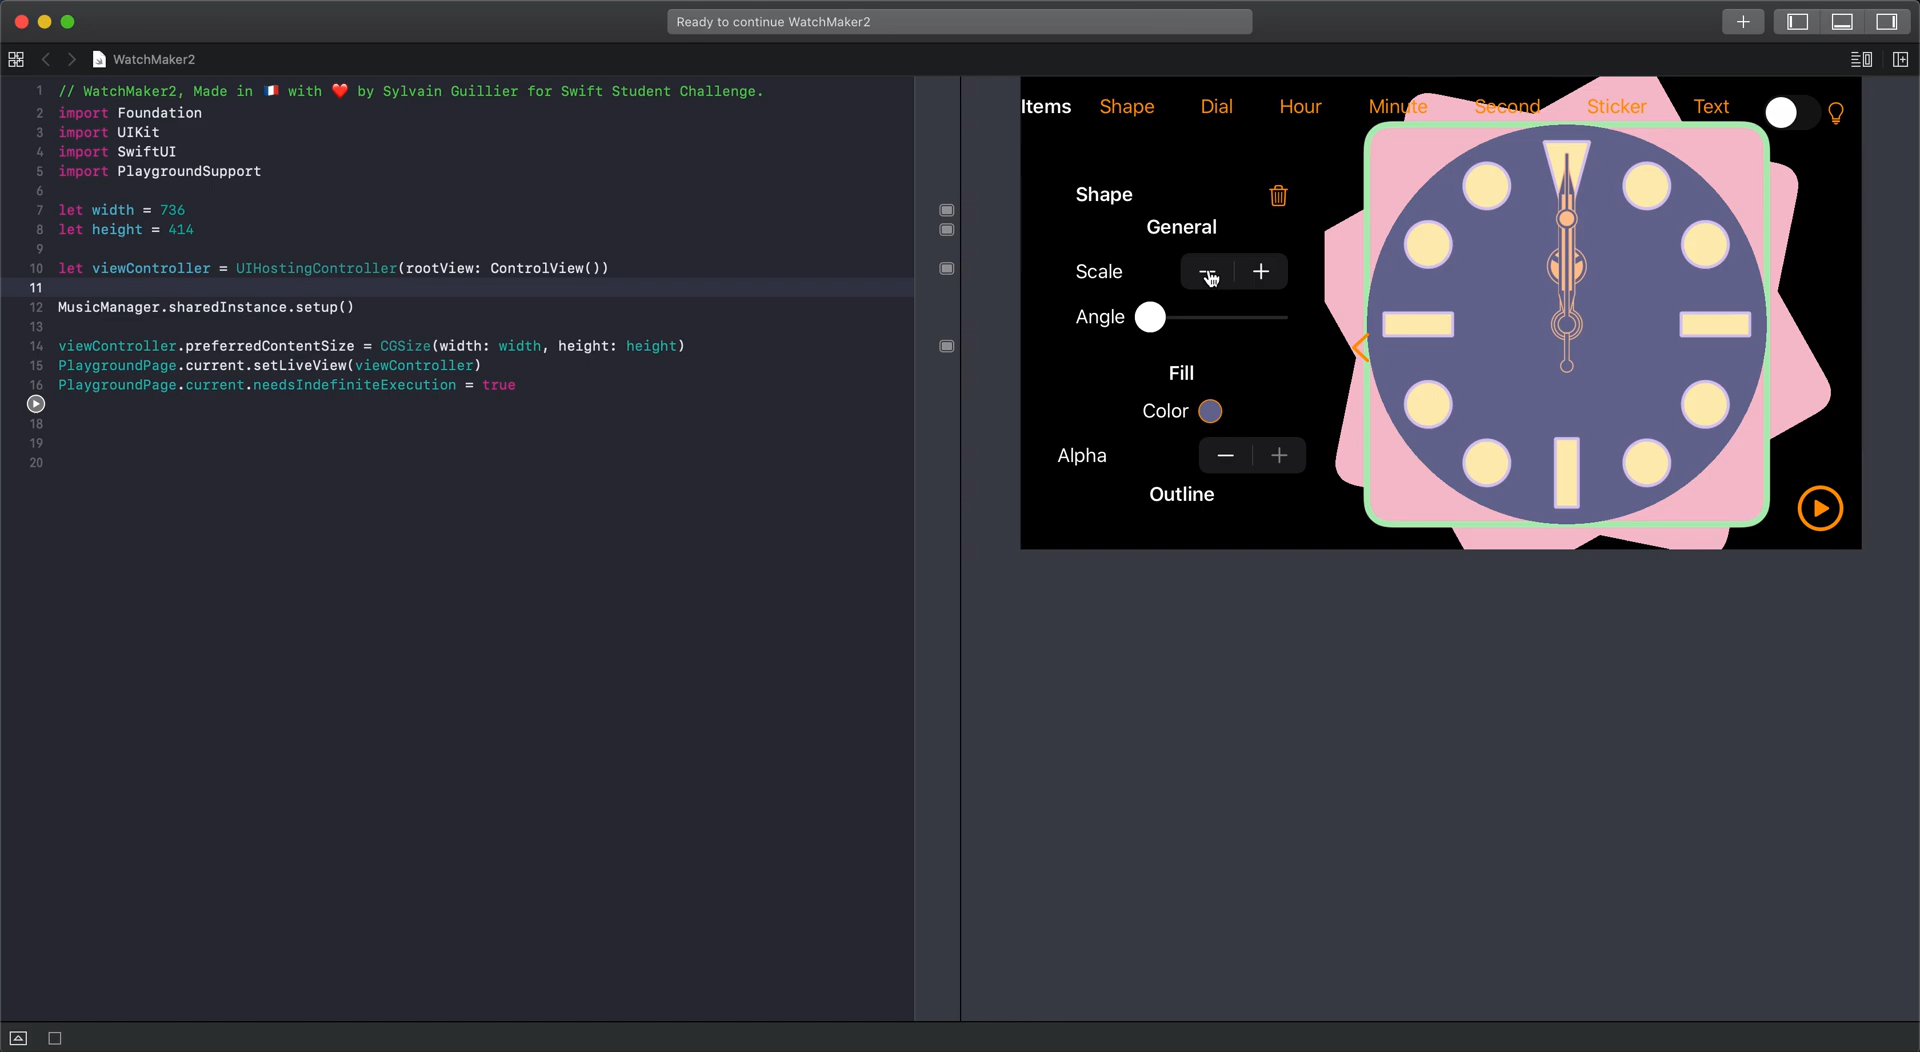 Ready to continue WatchMaker2
WatchMaker2
1 // WatchMaker2, Made in 🇫🇷 with ❤️ by Sylvain Guillier for Swift Student Challenge.
2 import Foundation
3 import UIKit
4 import SwiftUI
5 import PlaygroundSupport
6
7 let width = 736
8 let height = 414
9
10 let viewController = UIHostingController(rootView: ControlView())
11
12 MusicManager.sharedInstance.setup()
13
14 viewController.preferredContentSize = CGSize(width: width, height: height)
15 PlaygroundPage.current.setLiveView(viewController)
16 PlaygroundPage.current.needsIndefiniteExecution = true
18
19
20
Items Shape Dial Hour Minute Second Sticker Text
Shape
General
Scale - +
Angle
Fill
Color
Alpha - +
Outline